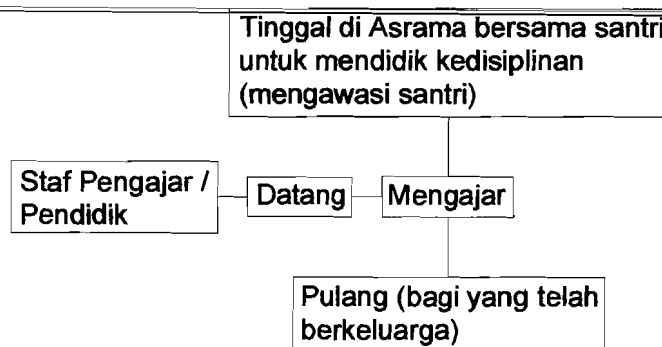 Tinggal di Asrama bersama santri
untuk mendidik kedisiplinan
(mengawasi santri)
Staf Pengajar /
Pendidik
Datang
Mengajar
Pulang (bagi yang telah
berkeluarga)